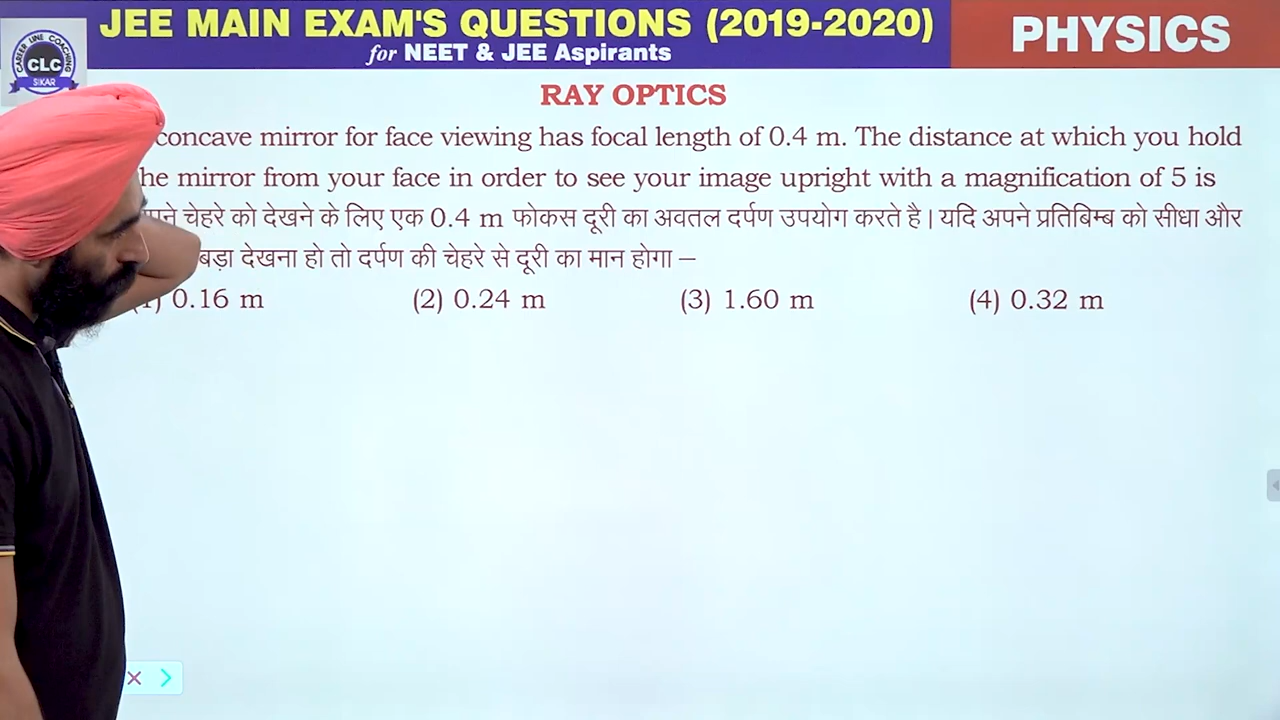 JEE MAIN EXAM'S QUESTIONS (2019-2020)
for NEET & JEE Aspirants
PHYSICS
CAREER LINE COACHING
CLC
SIKAR
RAY OPTICS
concave mirror for face viewing has focal length of 0.4 m. The distance at which you hold
he mirror from your face in order to see your image upright with a magnification of 5 is
चेहरे को देखने के लिए एक 0.4 m फोकस दूरी का अवतल दर्पण उपयोग करते है। यदि अपने प्रतिबिम्ब को सीधा और
बड़ा देखना हो तो दर्पण की चेहरे से दूरी का मान होगा –
(1) 0.16 m (2) 0.24 m (3) 1.60 m (4) 0.32 m